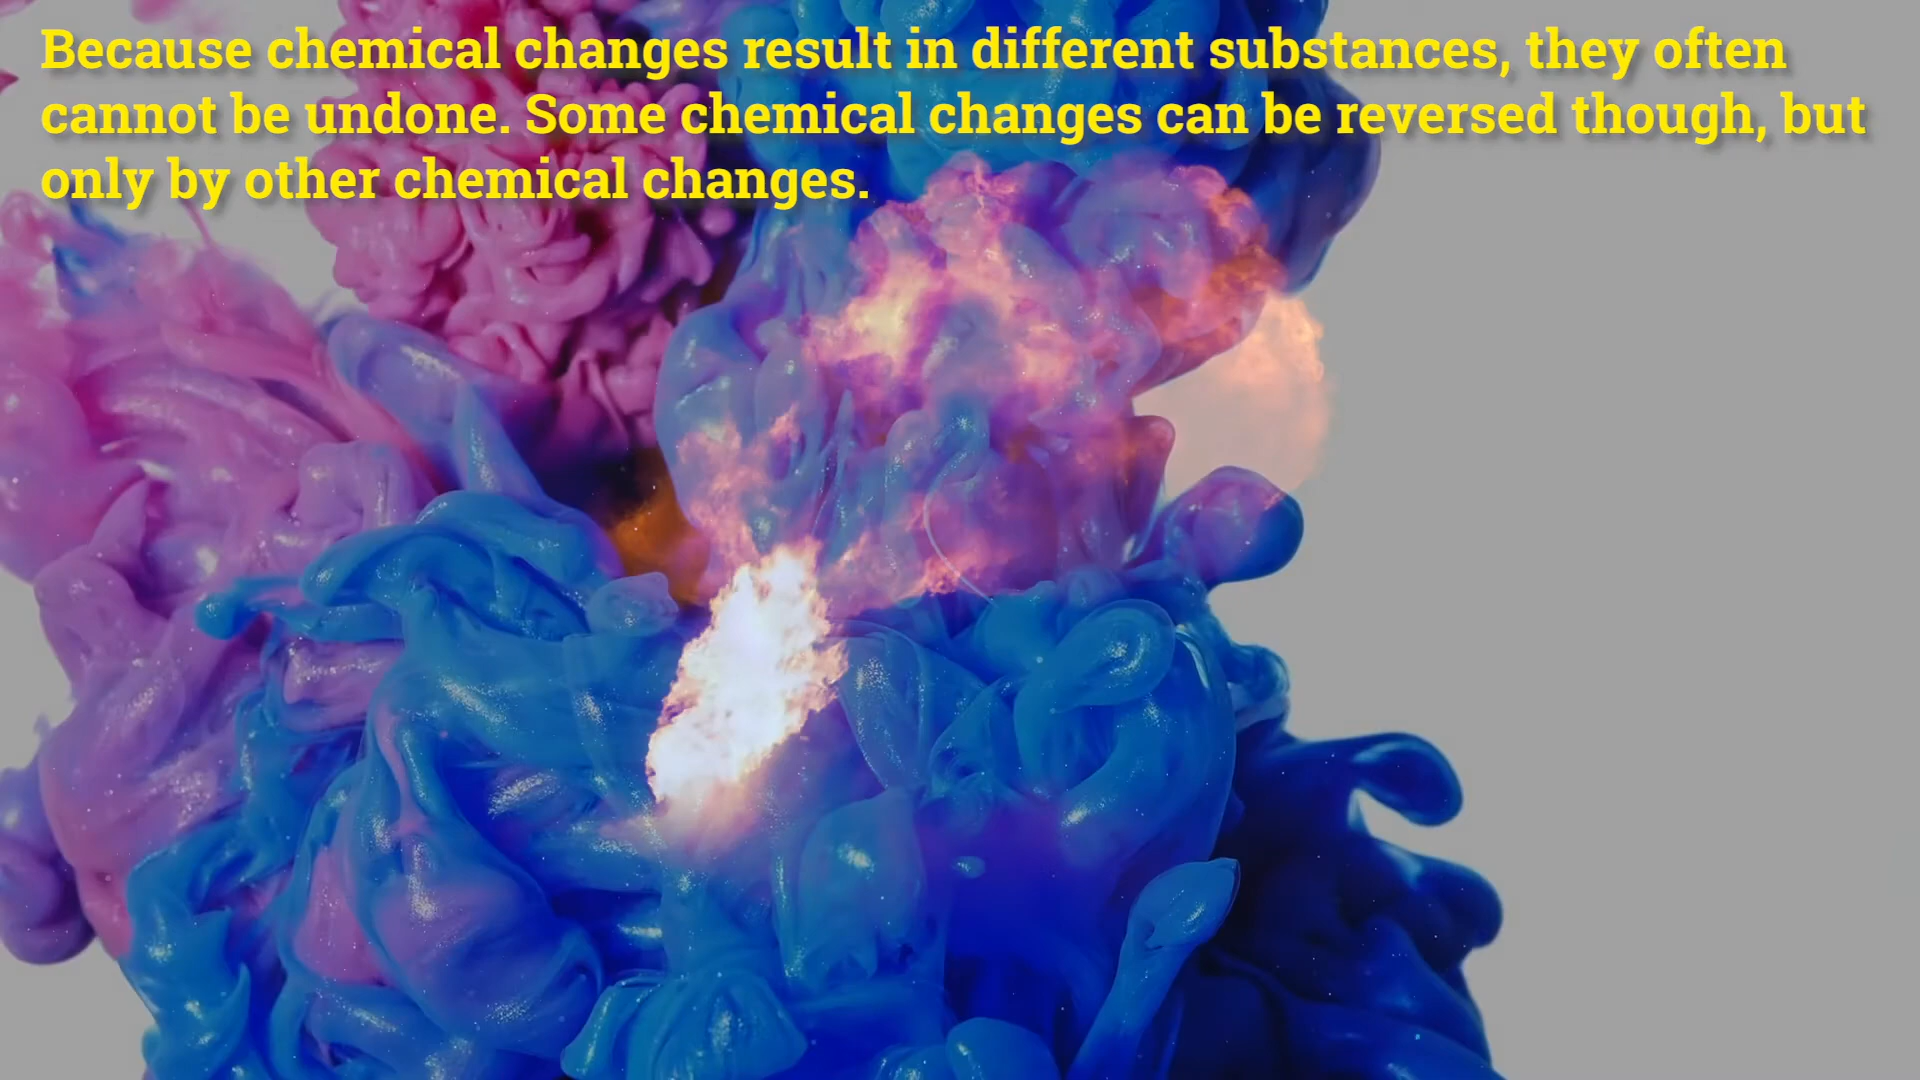 Because chemical changes result in different substances, they often
cannot be undone. Some chemical changes can be reversed though, but
only by other chemical changes.